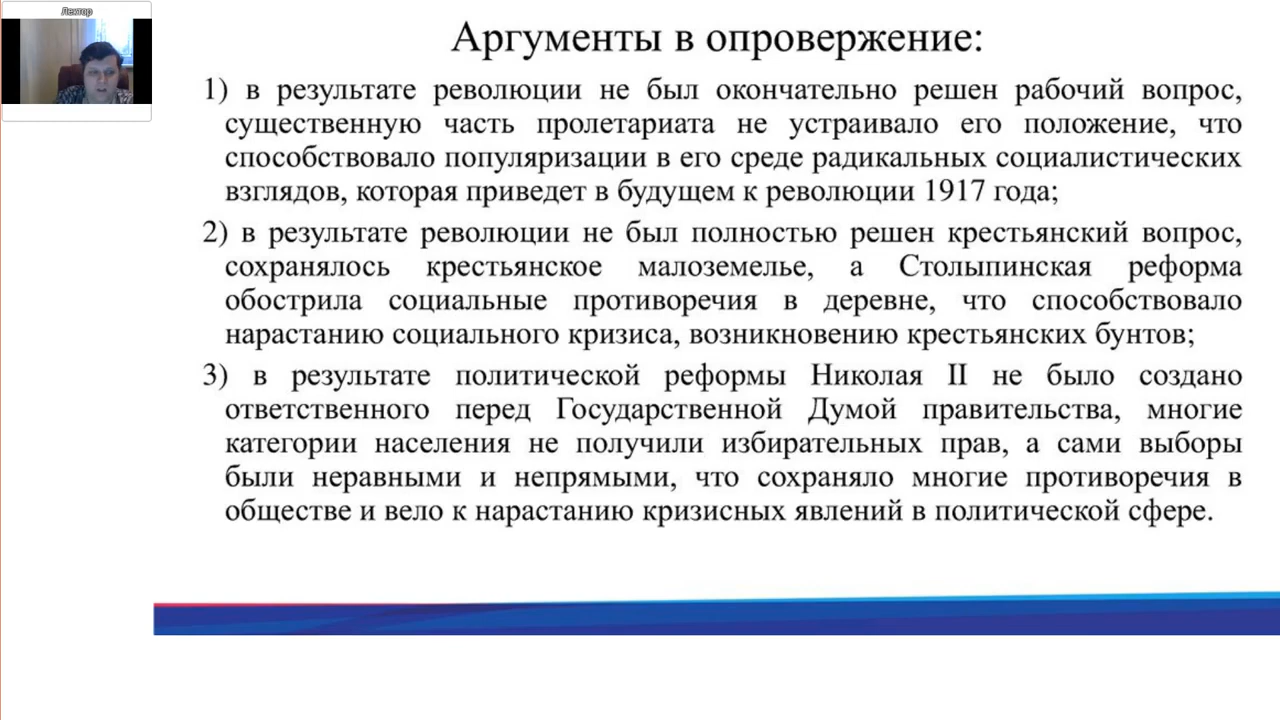 Лектор
Аргументы в опровержение:
1) в результате революции не был окончательно решен рабочий вопрос,
существенную часть пролетариата не устраивало его положение, что
способствовало популяризации в его среде радикальных социалистических
взглядов, которая приведет в будущем к революции 1917 года;
2) в результате революции не был полностью решен крестьянский вопрос,
сохранялось крестьянское малоземелье, а Столыпинская реформа
обострила социальные противоречия в деревне, что способствовало
нарастанию социального кризиса, возникновению крестьянских бунтов;
3) в результате политической реформы Николая II не было создано
ответственного перед Государственной Думой правительства, многие
категории населения не получили избирательных прав, а сами выборы
были неравными и непрямыми, что сохраняло многие противоречия в
обществе и вело к нарастанию кризисных явлений в политической сфере.